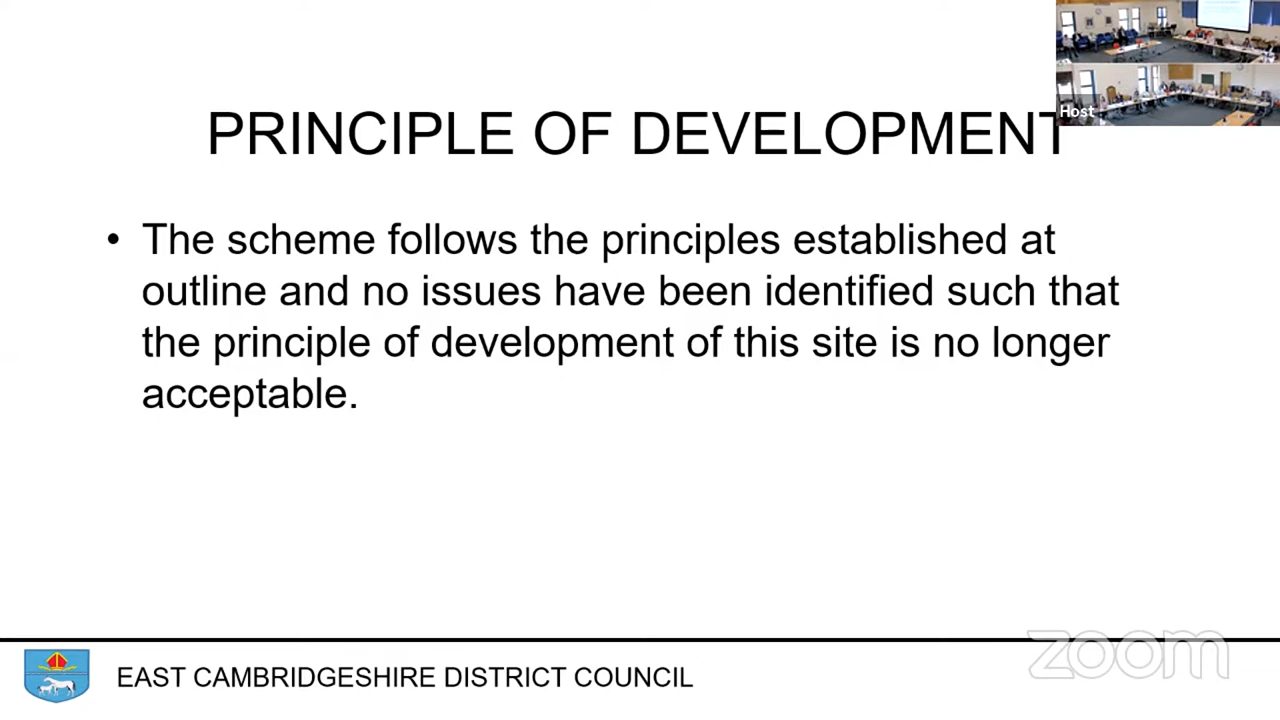 Host
PRINCIPLE OF DEVELOPMENT
• The scheme follows the principles established at
outline and no issues have been identified such that
the principle of development of this site is no longer
acceptable.
EAST CAMBRIDGESHIRE DISTRICT COUNCIL
zoom